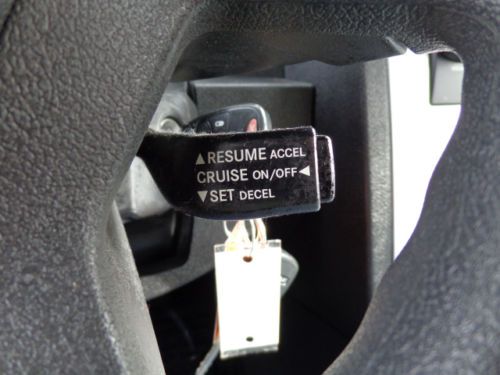 ▲RESUME ACCEL
CRUISE ON/OFF◄
▼SET DECEL